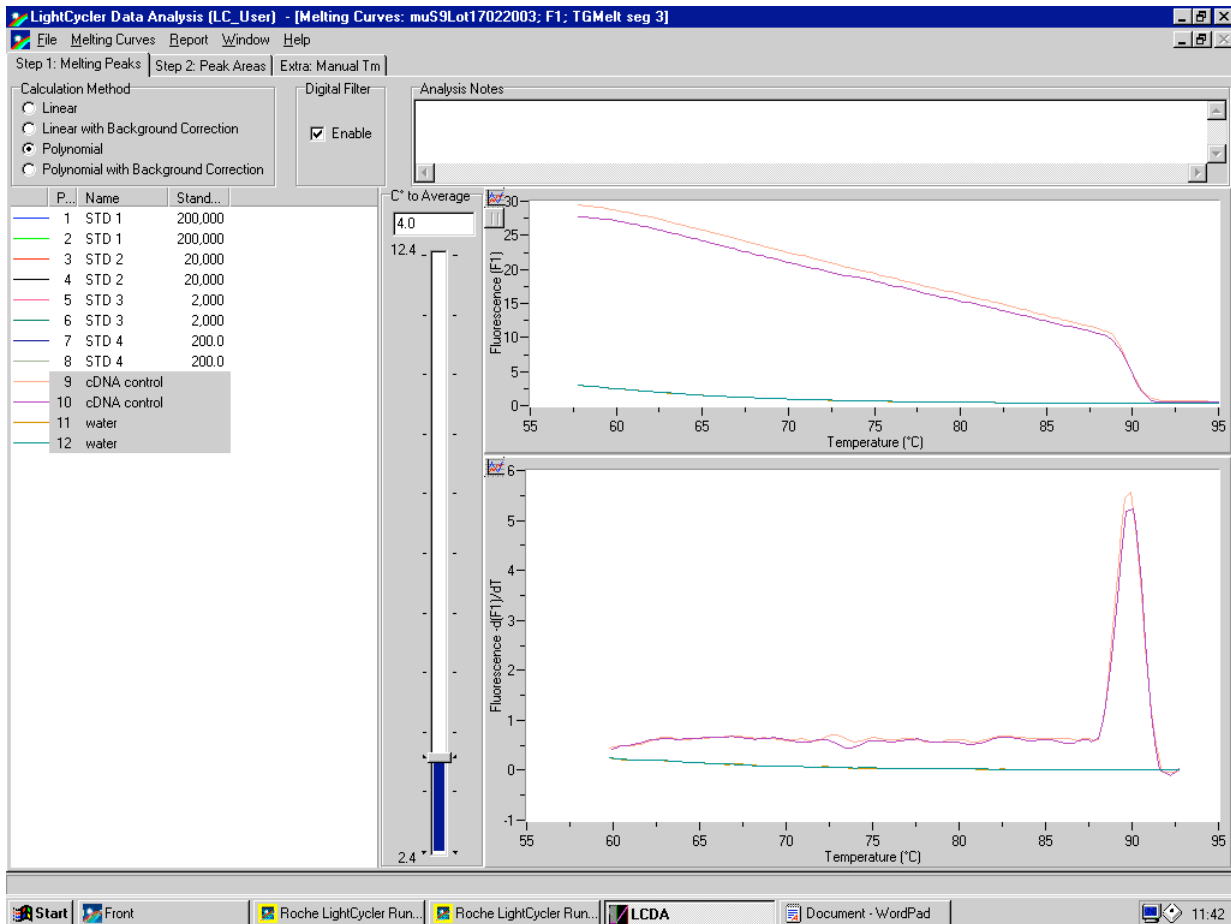 LightCycler Data Analysis (LC_User) - [Melting Curves: muS9Lot17022003; F1; TGMelt seg 3]
File Melting Curves Report Window Help
Step 1: Melting Peaks Step 2: Peak Areas Extra: Manual Tm
Calculation Method
Linear
Linear with Background Correction
Polynomial
Polynomial with Background Correction
Digital Filter
Enable
Analysis Notes
P... Name Stand...
1 STD 1 200,000
2 STD 1 200,000
3 STD 2 20,000
4 STD 2 20,000
5 STD 3 2,000
6 STD 3 2,000
7 STD 4 200.0
8 STD 4 200.0
9 cDNA control
10 cDNA control
11 water
12 water
C° to Average
4.0
12.4
2.4
Fluorescence (F1)
30
25
20
15
10
5
0
55 60 65 70 75 80 85 90 95
Temperature (°C)
Fluorescence -d(F1)/dT
6
5
4
3
2
1
0
-1
55 60 65 70 75 80 85 90 95
Temperature (°C)
Start Front Roche LightCycler Run... Roche LightCycler Run... LCDA Document - WordPad 11:42